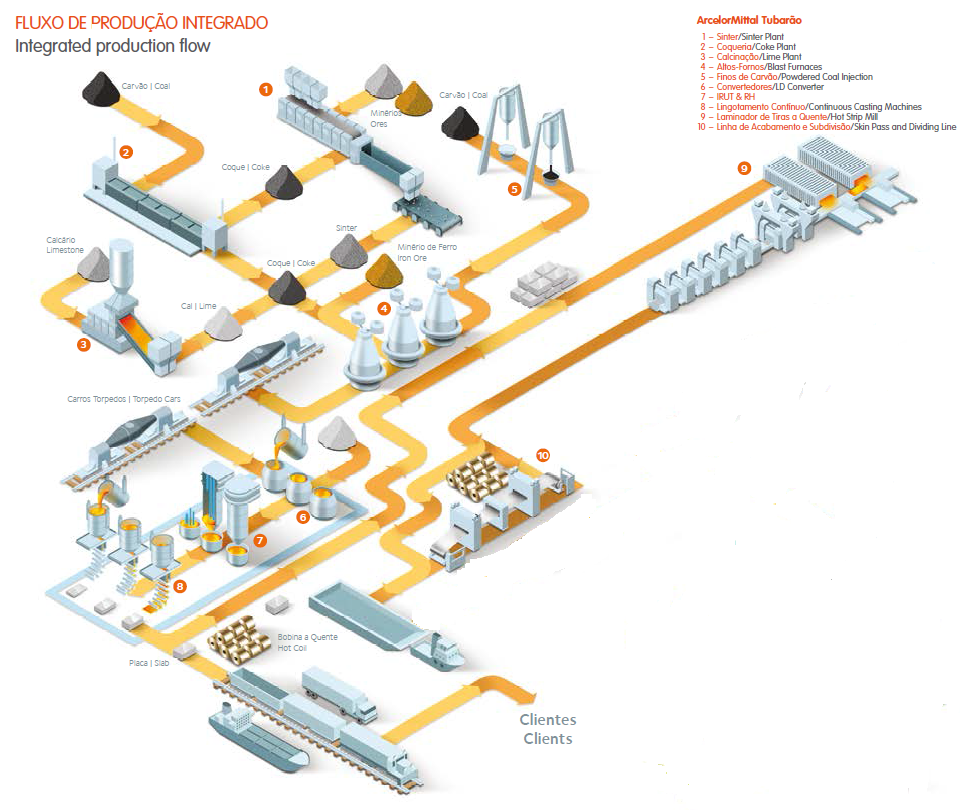 FLUXO DE PRODUÇÃO INTEGRADO
Integrated production flow
ArcelorMittal Tubarão
1 – Sinter/Sinter Plant
2 – Coqueria/Coke Plant
3 – Calcinação/Lime Plant
4 – Altos-Fornos/Blast Furnaces
5 – Finos de Carvão/Powdered Coal Injection
6 – Convertedores/LD Converter
7 – IRUT & RH
8 – Lingotamento Contínuo/Continuous Casting Machines
9 – Laminador de Tiras a Quente/Hot Strip Mill
10 – Linha de Acabamento e Subdivisão/Skin Pass and Dividing Line
Carvão | Coal
1
Minérios
Ores
Carvão | Coal
2
Coque | Coke
5
9
Calcário
Limestone
Sinter
Minério de Ferro
Iron Ore
Coque | Coke
Cal | Lime
4
3
Carros Torpedos | Torpedo Cars
10
6
7
8
Bobina a Quente
Hot Coil
Placa | Slab
Clientes
Clients